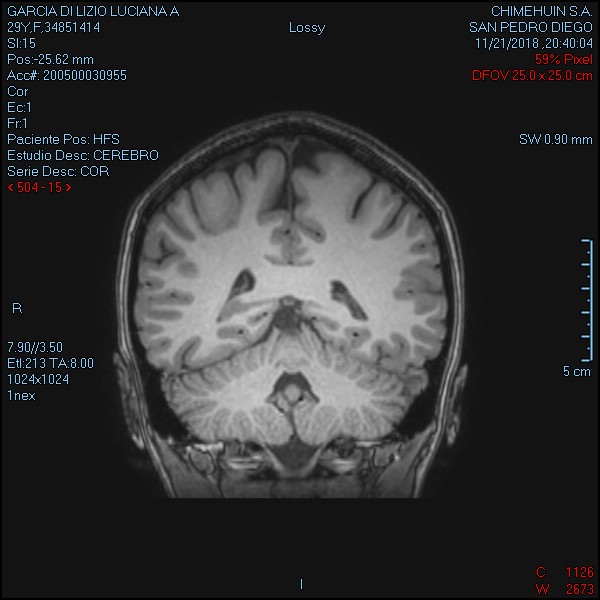 GARCIA DI LIZIO LUCIANA A
29Y,F,34851414
Sl:15
Pos:-25.62 mm
Acc#: 200500030955
Cor
Ec:1
Fr:1
Paciente Pos: HFS
Estudio Desc: CEREBRO
Serie Desc: COR
< 504 - 15 >
Lossy
CHIMEHUIN S.A.
SAN PEDRO DIEGO
11/21/2018 ,20:40:04
59% Pixel
DFOV 25.0 x 25.0 cm
SW 0.90 mm
R
5 cm
7.90//3.50
Etl:213 TA:8.00
1024x1024
1nex
I
C 1126
W 2673